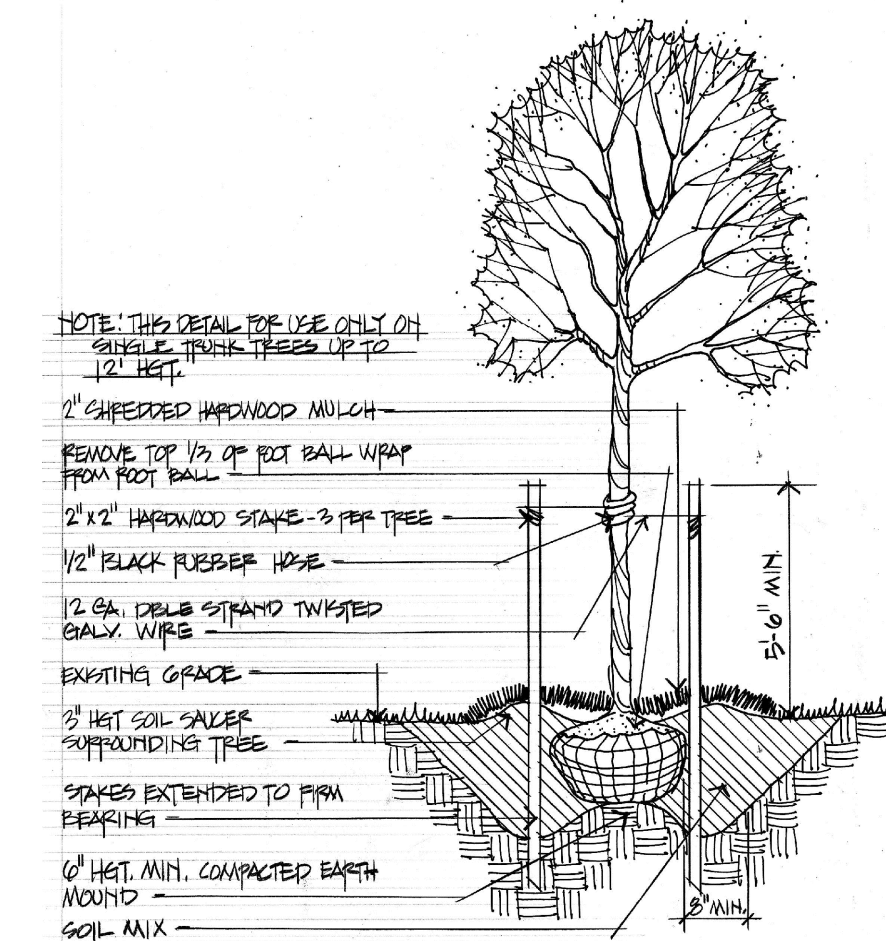 NOTE: THIS DETAIL FOR USE ONLY ON
SINGLE TRUNK TREES UP TO
12' HGT.
2" SHREDDED HARDWOOD MULCH
REMOVE TOP 1/3 OF ROOT BALL WRAP
FROM ROOT BALL
2" x 2" HARDWOOD STAKE - 3 PER TREE
1/2" BLACK RUBBER HOSE
12 GA. DBLE STRAND TWISTED
GALV. WIRE
EXISTING GRADE
3" HGT SOIL SAUCER
SURROUNDING TREE
STAKES EXTENDED TO FIRM
BEARING
6" HGT. MIN. COMPACTED EARTH
MOUND
SOIL MIX
5'-6" MIN.
8" MIN.